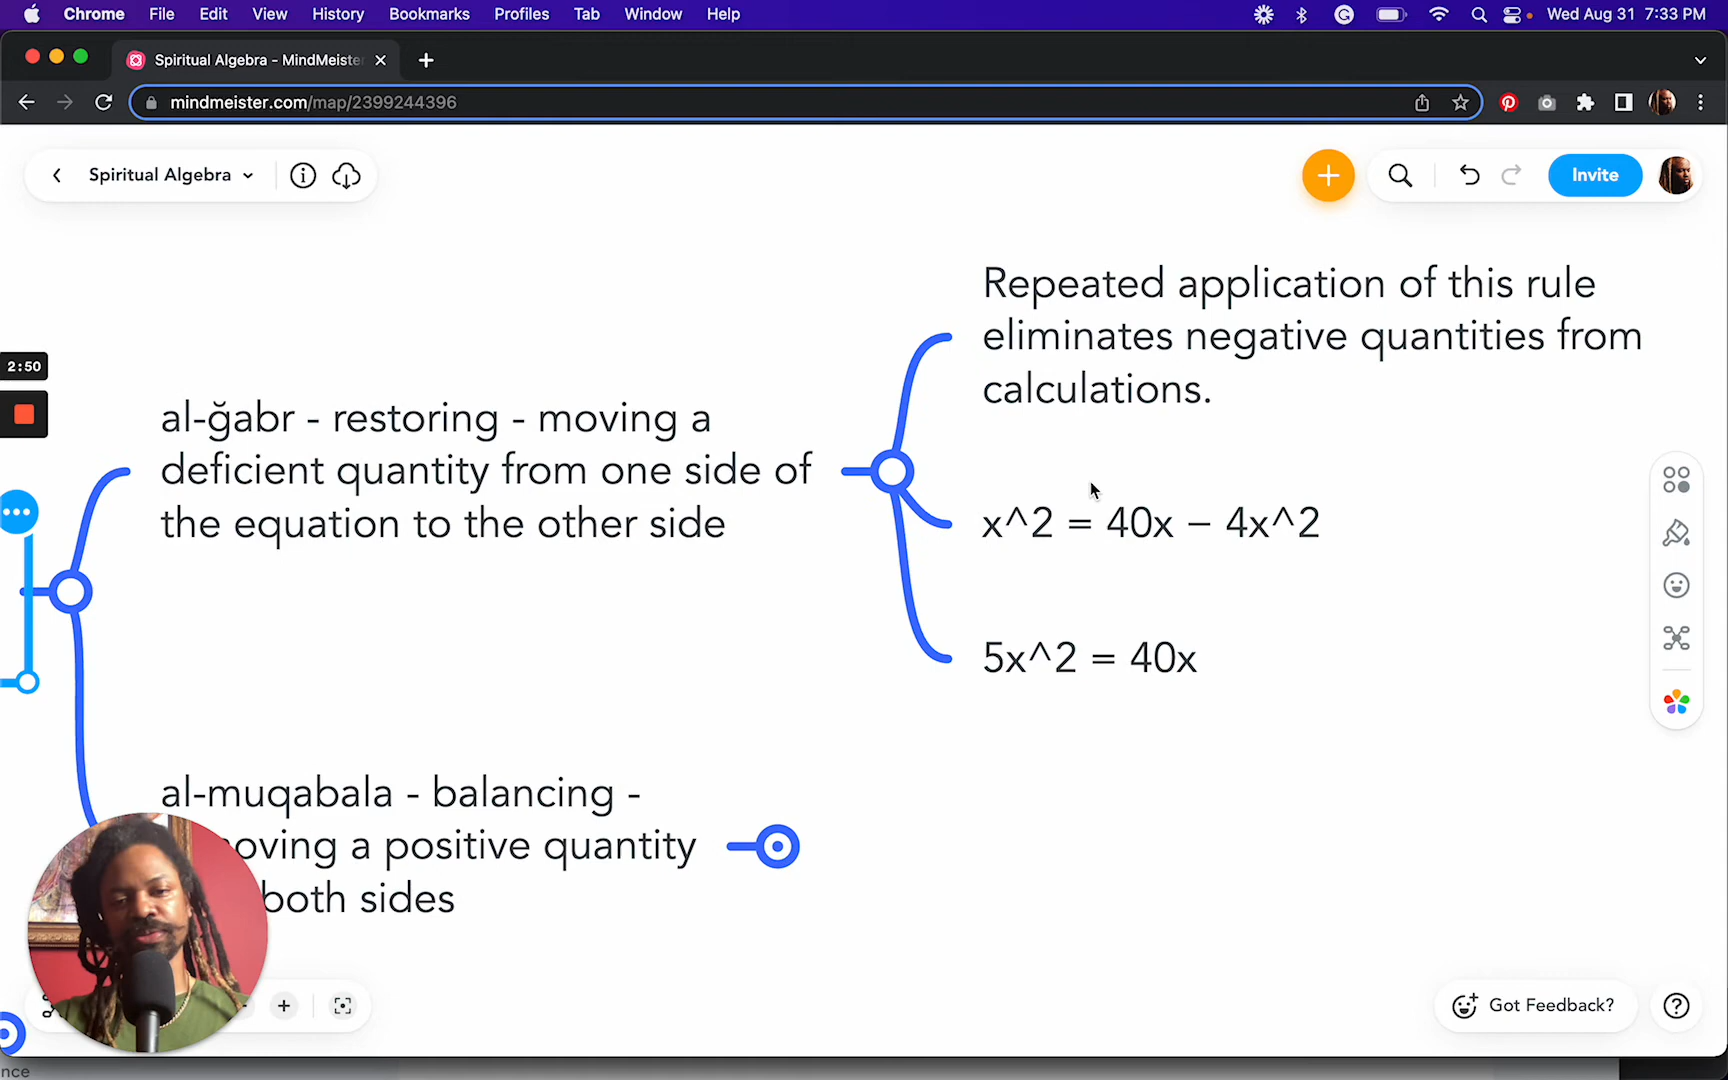 Chrome File Edit View History Bookmarks Profiles Tab Window Help
Wed Aug 31 7:33 PM
Spiritual Algebra - MindMeiste
mindmeister.com/map/2399244396
Spiritual Algebra
Invite
Repeated application of this rule
eliminates negative quantities from
calculations.
2:50
al-ğabr - restoring - moving a
deficient quantity from one side of
the equation to the other side
x^2 = 40x – 4x^2
5x^2 = 40x
al-muqabala - balancing -
oving a positive quantity
both sides
Got Feedback?
nce